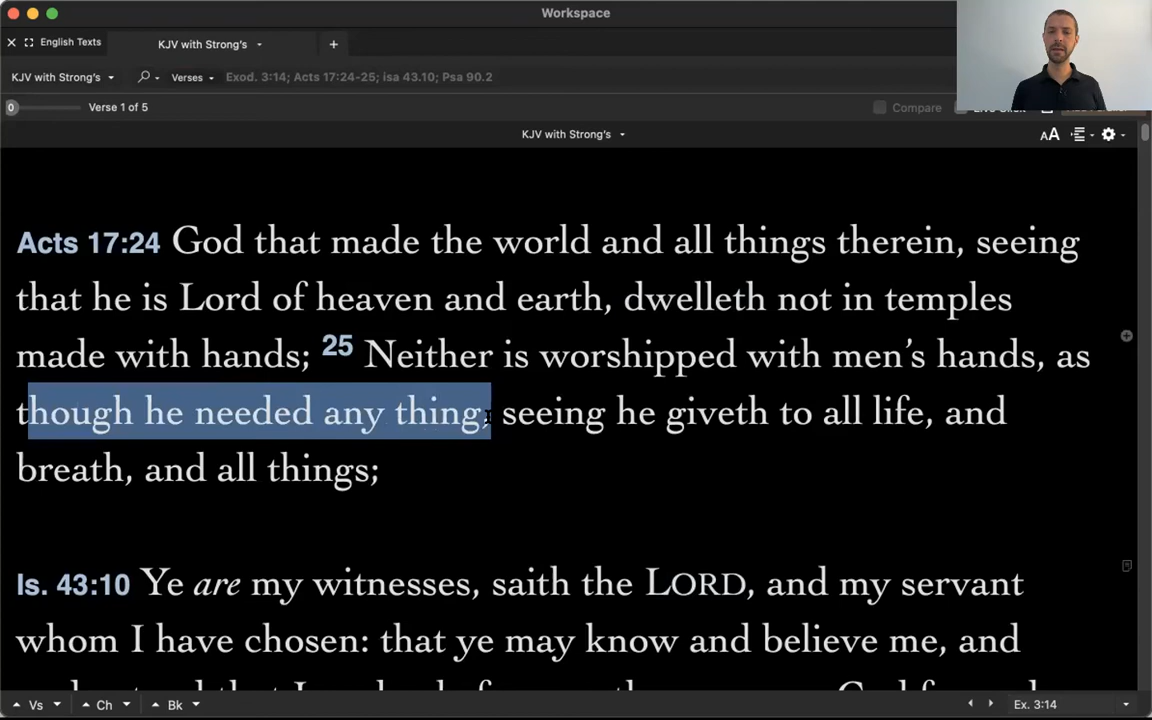 Workspace
English Texts
KJV with Strong's
+
KJV with Strong's
Verses
Exod. 3:14; Acts 17:24-25; isa 43.10; Psa 90.2
0
Verse 1 of 5
Compare
KJV with Strong's
AA
Acts 17:24 God that made the world and all things therein, seeing
that he is Lord of heaven and earth, dwelleth not in temples
made with hands; 25 Neither is worshipped with men's hands, as
though he needed any thing, seeing he giveth to all life, and
breath, and all things;
Is. 43:10 Ye are my witnesses, saith the LORD, and my servant
whom I have chosen: that ye may know and believe me, and
Vs
Ch
Bk
Ex. 3:14